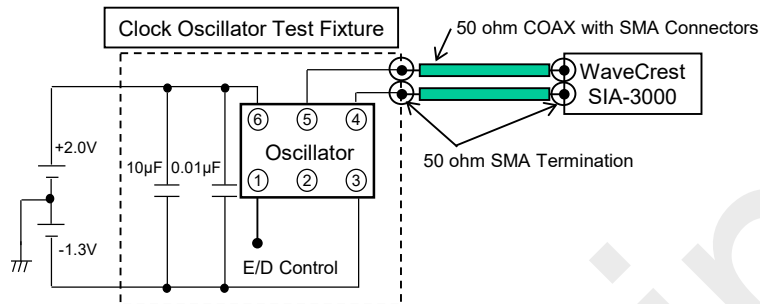 Clock Oscillator Test Fixture
50 ohm COAX with SMA Connectors
WaveCrest
SIA-3000
6 5 4
+2.0V
Oscillator
50 ohm SMA Termination
10µF 0.01µF
1 2 3
-1.3V
E/D Control